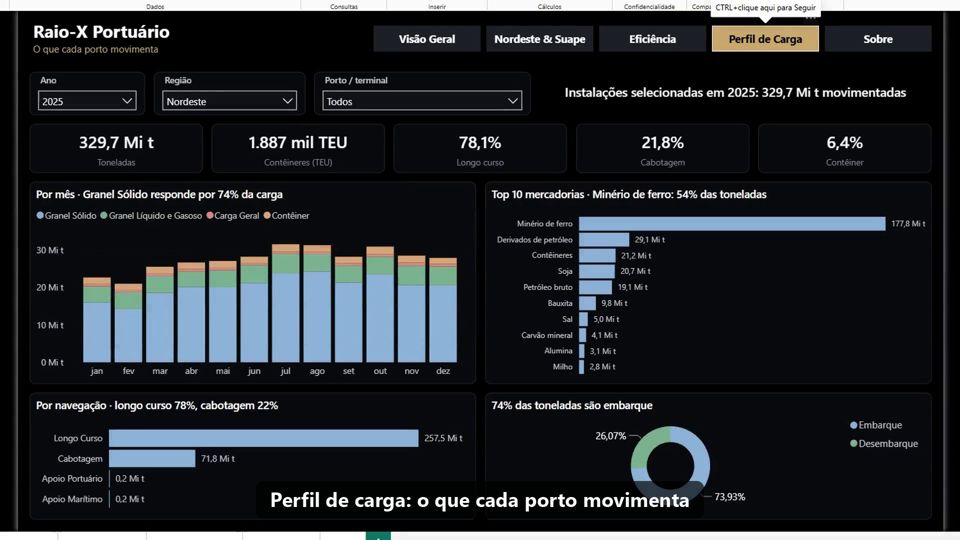 Dados Consultas Inserir Cálculos Confidencialidade
CTRL+clique aqui para Seguir
Raio-X Portuário
O que cada porto movimenta
Visão Geral
Nordeste & Suape
Eficiência
Perfil de Carga
Sobre
Ano
2025
Região
Nordeste
Porto / terminal
Todos
Instalações selecionadas em 2025: 329,7 Mi t movimentadas
329,7 Mi t
Toneladas
1.887 mil TEU
Contêineres (TEU)
78,1%
Longo curso
21,8%
Cabotagem
6,4%
Contêiner
Por mês · Granel Sólido responde por 74% da carga
Granel Sólido Granel Líquido e Gasoso Carga Geral Contêiner
30 Mi t
20 Mi t
10 Mi t
0 Mi t
jan fev mar abr mai jun jul ago set out nov dez
Top 10 mercadorias · Minério de ferro: 54% das toneladas
Minério de ferro 177,8 Mi t
Derivados de petróleo 29,1 Mi t
Contêineres 21,2 Mi t
Soja 20,7 Mi t
Petróleo bruto 19,1 Mi t
Bauxita 9,8 Mi t
Sal 5,0 Mi t
Carvão mineral 4,1 Mi t
Alumina 3,1 Mi t
Milho 2,8 Mi t
Por navegação · longo curso 78%, cabotagem 22%
Longo Curso 257,5 Mi t
Cabotagem 71,8 Mi t
Apoio Portuário 0,2 Mi t
Apoio Marítimo 0,2 Mi t
74% das toneladas são embarque
Embarque
Desembarque
26,07%
73,93%
Perfil de carga: o que cada porto movimenta